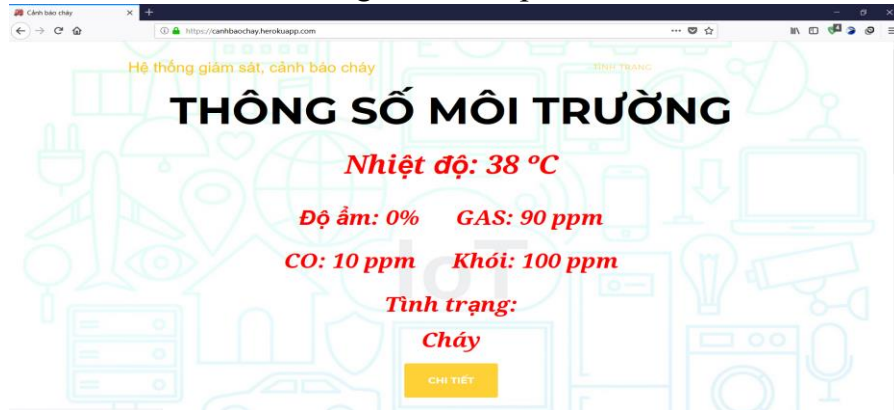 Cảnh báo cháy
https://canhbaochay.herokuapp.com
Hệ thống giám sát, cảnh báo cháy
TÌNH TRẠNG
THÔNG SỐ MÔI TRƯỜNG
Nhiệt độ: 38 ºC
Độ ẩm: 0% GAS: 90 ppm
CO: 10 ppm Khói: 100 ppm
IoT
Tình trạng:
Cháy
CHI TIẾT